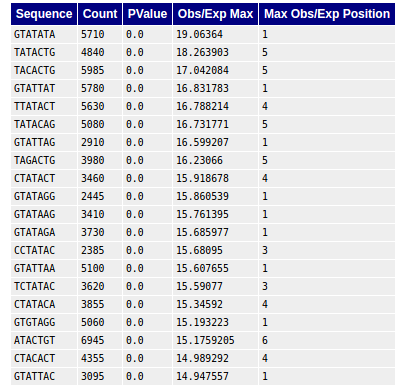 Sequence Count PValue Obs/Exp Max Max Obs/Exp Position
GTATATA 5710 0.0 19.06364 1
TATACTG 4840 0.0 18.263903 5
TACACTG 5985 0.0 17.042084 5
GTATTAT 5780 0.0 16.831783 1
TTATACT 5630 0.0 16.788214 4
TATACAG 5080 0.0 16.731771 5
GTATTAG 2910 0.0 16.599207 1
TAGACTG 3980 0.0 16.23066 5
CTATACT 3460 0.0 15.918678 4
GTATAGG 2445 0.0 15.860539 1
GTATAAG 3410 0.0 15.761395 1
GTATAGA 3730 0.0 15.685977 1
CCTATAC 2385 0.0 15.68095 3
GTATTAA 5100 0.0 15.607655 1
TCTATAC 3620 0.0 15.59077 3
CTATACA 3855 0.0 15.34592 4
GTGTAGG 5060 0.0 15.193223 1
ATACTGT 6945 0.0 15.1759205 6
CTACACT 4355 0.0 14.989292 4
GTATTAC 3095 0.0 14.947557 1